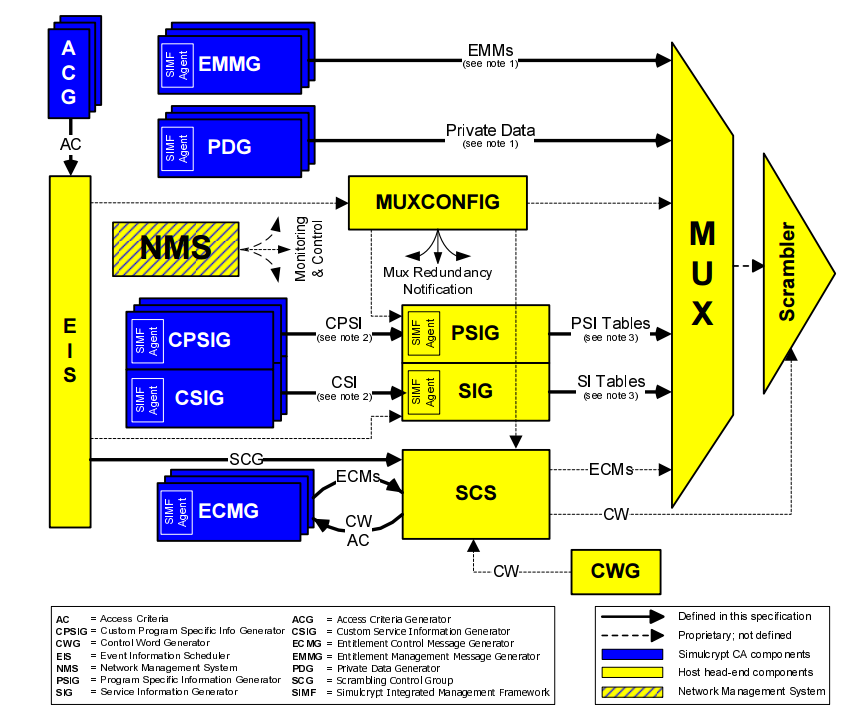 A
C
G
SIMF
Agent
EMMG
EMMs
(see note 1)
AC
SIMF
Agent
PDG
Private Data
(see note 1)
MUXCONFIG
NMS
Monitoring
& Control
Mux Redundancy
Notification
E
I
S
M
U
X
Scrambler
SIMF
Agent
CPSIG
CPSI
(see note 2)
SIMF
Agent
PSIG
PSI Tables
(see note 3)
SIMF
Agent
CSIG
CSI
(see note 2)
SIMF
Agent
SIG
SI Tables
(see note 3)
SCG
ECMs
SCS
ECMs
SIMF
Agent
ECMG
CW
AC
CW
CW
CWG
AC = Access Criteria
CPSIG = Custom Program Specific Info Generator
CWG = Control Word Generator
EIS = Event Information Scheduler
NMS = Network Management System
PSIG = Program Specific Information Generator
SIG = Service Information Generator
ACG = Access Criteria Generator
CSIG = Custom Service Information Generator
ECMG = Entitlement Control Message Generator
EMMG = Entitlement Management Message Generator
PDG = Private Data Generator
SCG = Scrambling Control Group
SIMF = Simulcrypt Integrated Management Framework
Defined in this specification
Proprietary; not defined
Simulcrypt CA components
Host head-end components
Network Management System